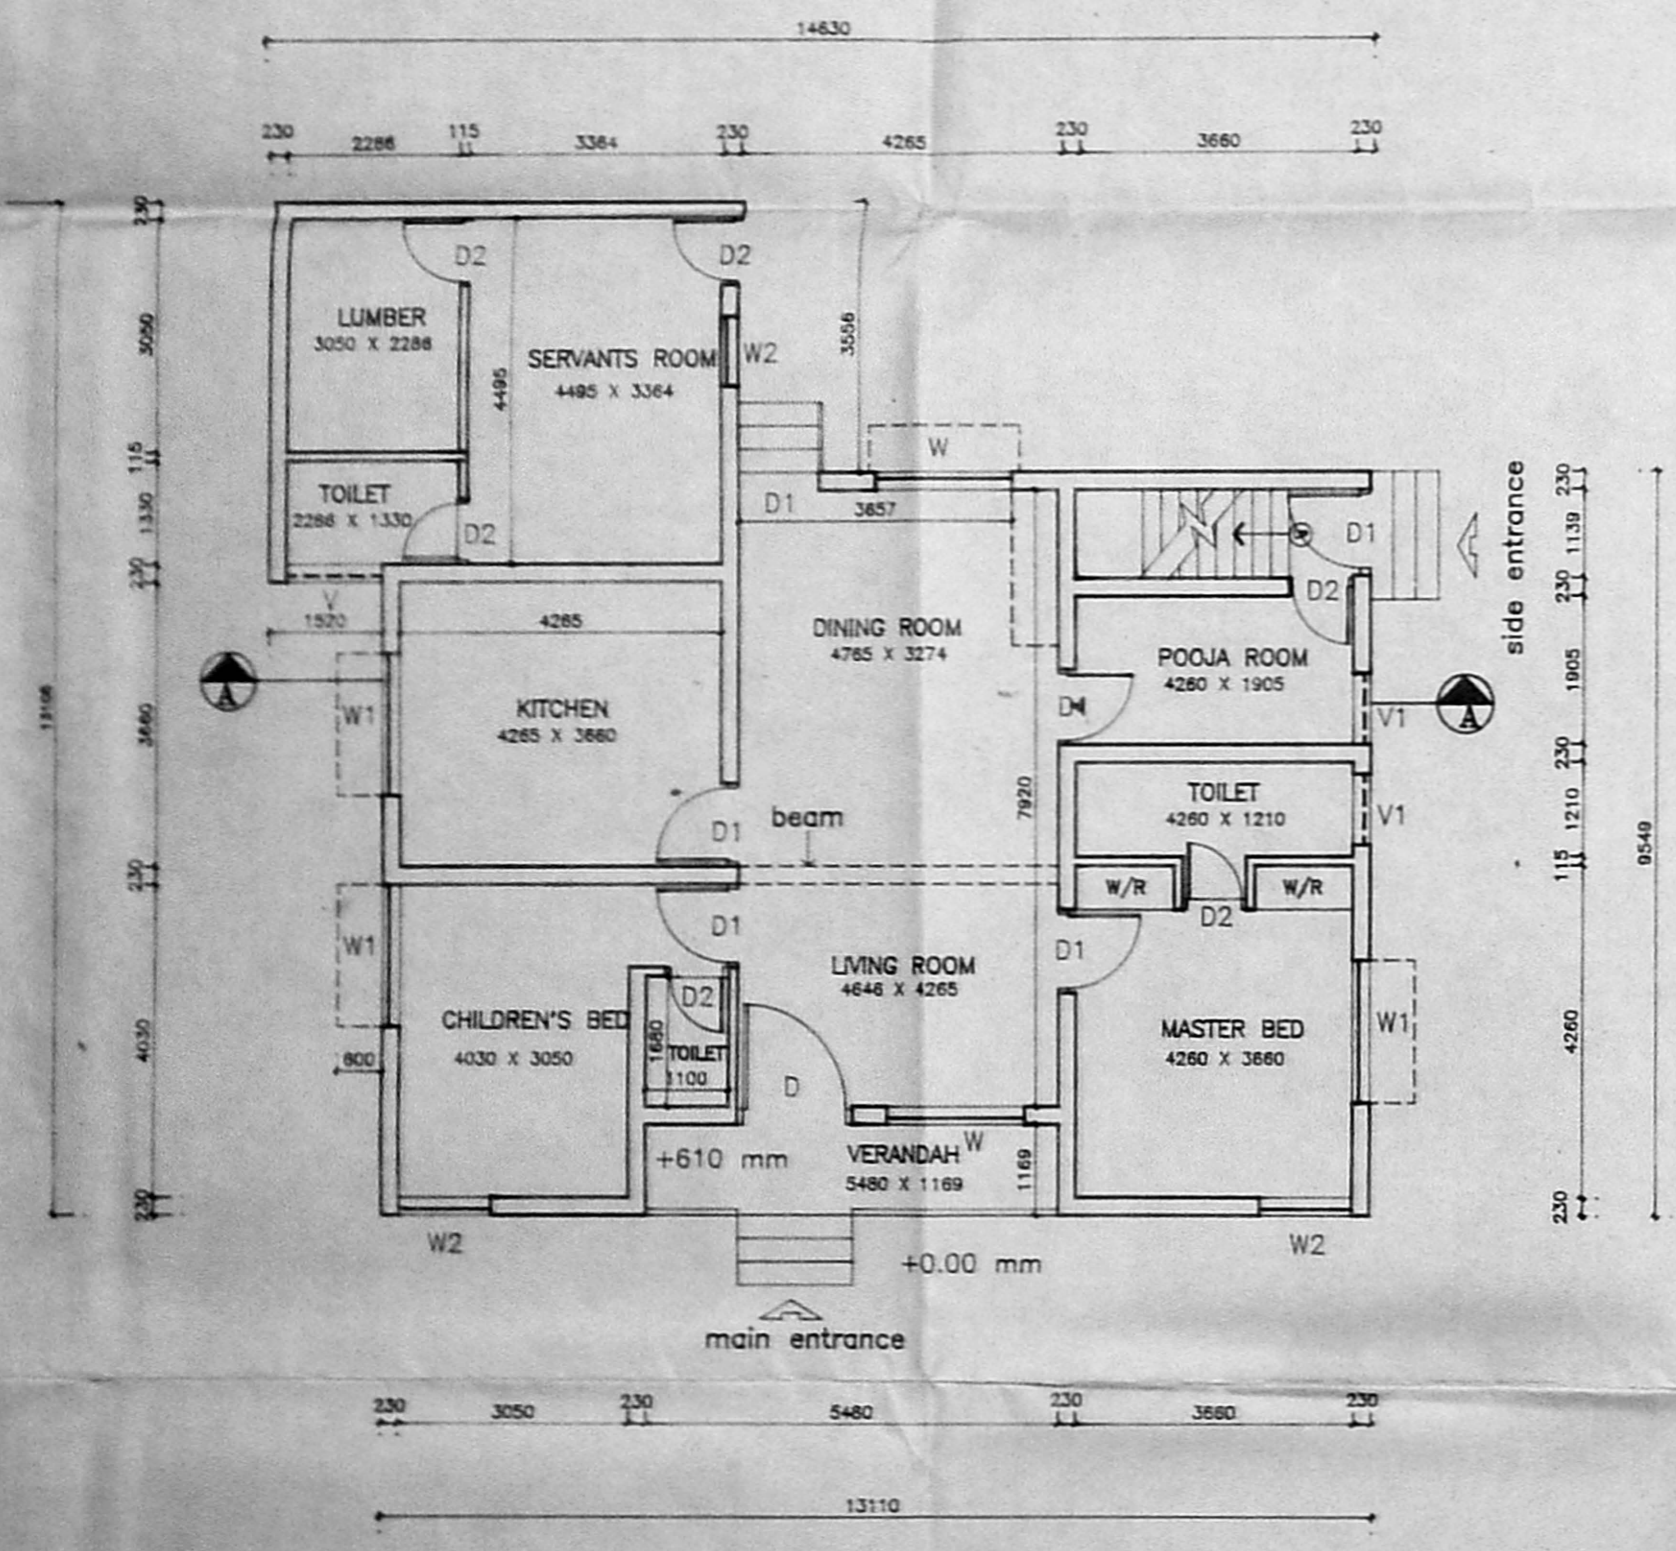 14630
230 2286 115 3364 230 4265 230 3660 230
230
3050
115
1330
230
3660
230
4030
230
D2
D2
LUMBER
3050 X 2286
SERVANTS ROOM
4495 X 3364
4495
W2
3556
W
TOILET
2286 X 1330
D2
D1
3657
D1
D2
side entrance
V
1520
4265
A
W1
KITCHEN
4265 X 3660
DINING ROOM
4765 X 3274
POOJA ROOM
4260 X 1905
V1
A
7920
TOILET
4260 X 1210
V1
beam
D1
W/R
W/R
D2
D1
D1
W1
LIVING ROOM
4646 X 4265
CHILDREN'S BED
4030 X 3050
D2
1680
TOILET
1100
D
600
MASTER BED
4260 X 3660
W1
+610 mm
VERANDAH
W
5480 X 1169
1169
W2
W2
+0.00 mm
main entrance
230
1139
230
1905
230
1210
115
4260
230
9549
230 3050 230 5480 230 3660 230
13110